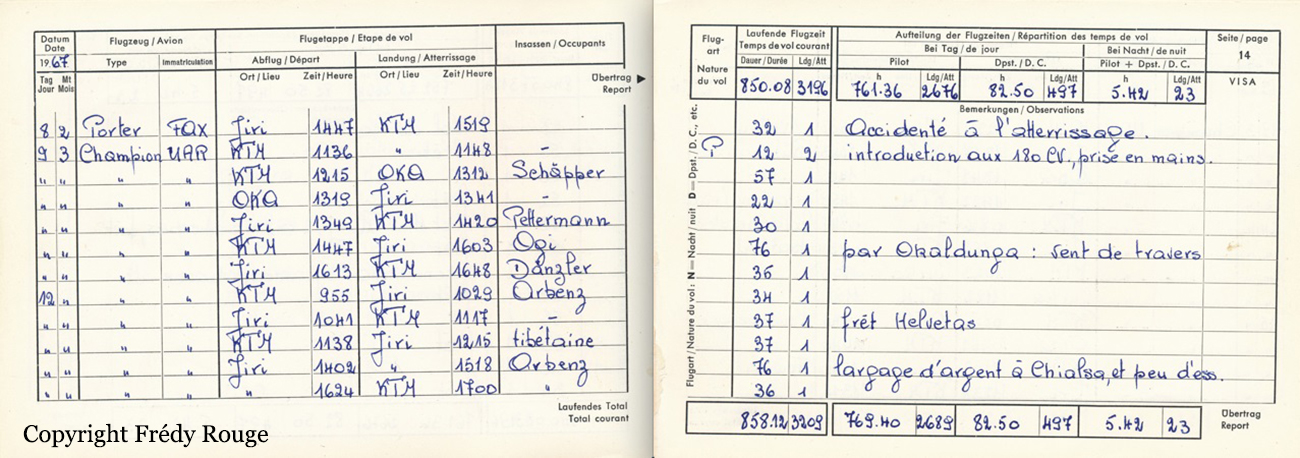 Datum Date 1967 Flugzeug / Avion Flugetappe / Etape de vol Insassen / Occupants
Tag Jour Mt Mois Type Immatriculation Abflug / Départ Landung / Atterrissage
Ort / Lieu Zeit / Heure Ort / Lieu Zeit / Heure
Übertrag Report
8 2 Porter FAX Jiri 1447 KTM 1519
9 3 Champion UAR KTM 1136 " 1148 -
" " " " KTM 1215 OKA 1312 Schäpper
" " " " OKA 1319 Jiri 1341 -
" " " " Jiri 1349 KTM 1420 Pettermann
" " " " KTM 1447 Jiri 1603 Ogi
" " " " Jiri 1613 KTM 1648 Dänzler
12 " " " KTM 955 Jiri 1029 Arbenz
" " " " Jiri 1041 KTM 1117 -
" " " " KTM 1138 Jiri 1215 tibétaine
" " " " Jiri 1402 " 1518 Arbenz
" " " " " 1624 KTM 1700 "
Laufendes Total
Total courant
Copyright Frédy Rouge
Flugart Nature du vol Laufende Flugzeit Temps de vol courant Aufteilung der Flugzeiten / Répartition des temps de vol Seite / page 14
Bei Tag / de jour Bei Nacht / de nuit
Dauer / Durée Ldg/Att Pilot Dpst. / D. C. Pilot + Dpst. / D. C.
h Ldg/Att h Ldg/Att h Ldg/Att VISA
850.08 3196 761.36 2676 82.50 497 5.42 23
Bemerkungen / Observations
Flugart / Nature du vol : N — Nacht / nuit D — Dpst. / D. C., etc.
32 1 Accidenté à l'atterrissage.
P 12 2 introduction aux 180 CV., prise en mains.
57 1
22 1
30 1
76 1 par Okaldunga : vent de travers
35 1
34 1
37 1 frêt Helvetas
37 1
76 1 largage d'argent à Chialsa, et peu d'ess.
36 1
858.12 3209 769.40 2689 82.50 497 5.42 23 Übertrag Report